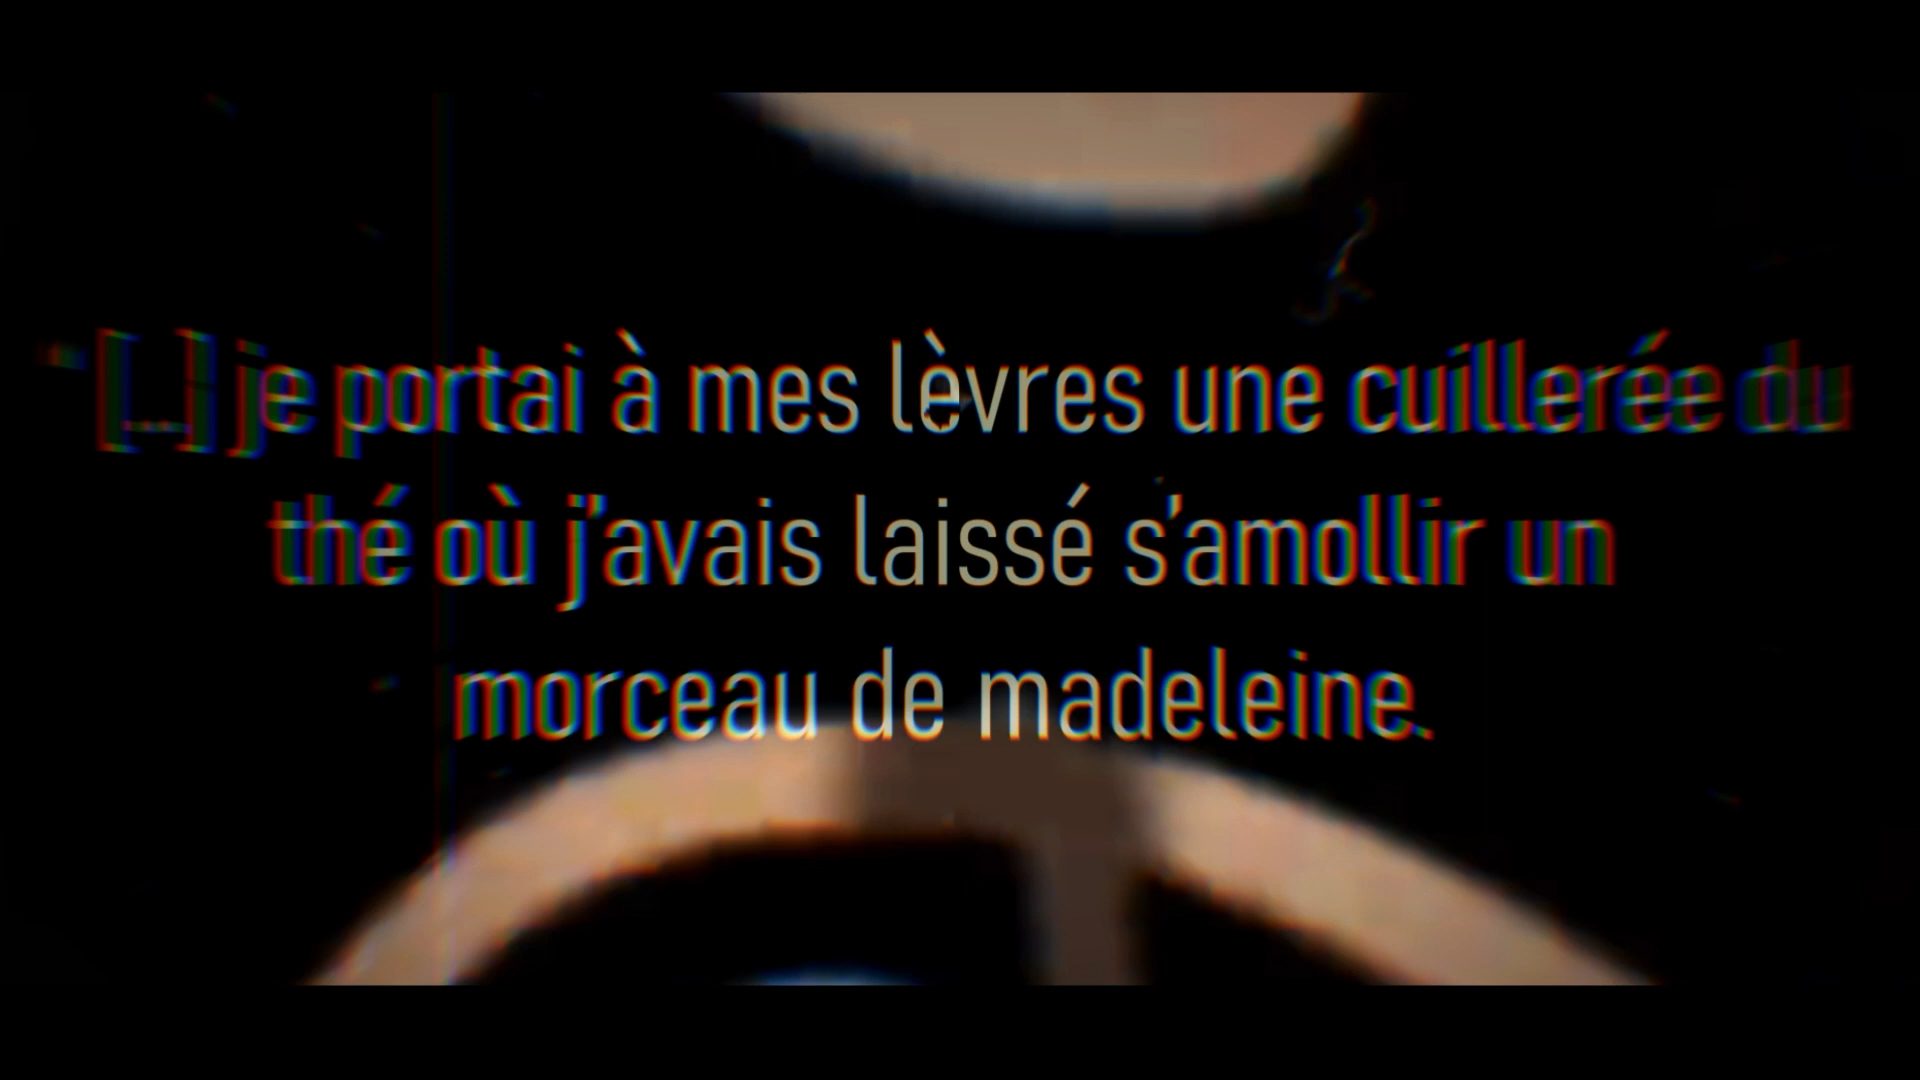 [...] je portai à mes lèvres une cuillerée du
thé où j'avais laissé s'amollir un
morceau de madeleine.